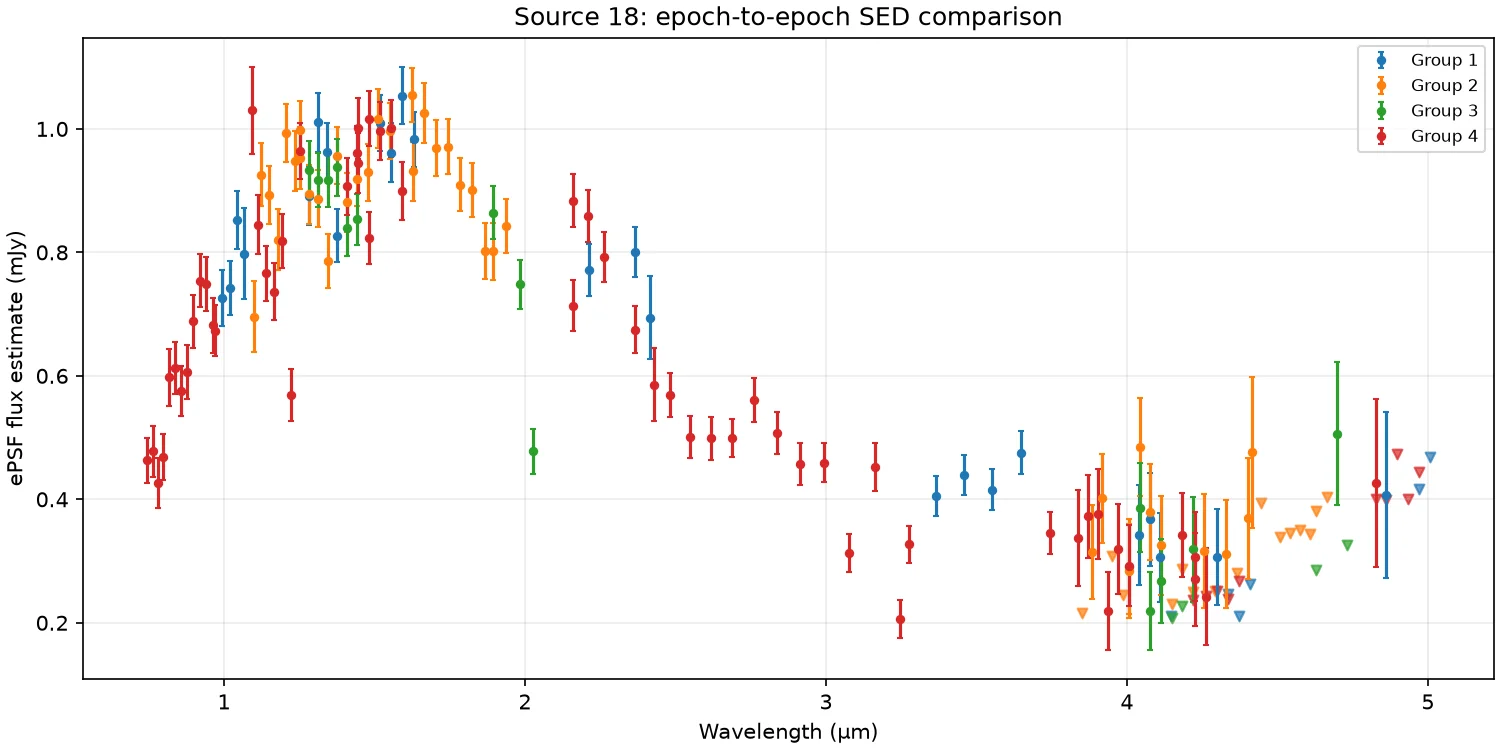 Source 18: epoch-to-epoch SED comparison
ePSF flux estimate (mJy)
1.0
0.8
0.6
0.4
0.2
Group 1
Group 2
Group 3
Group 4
1 2 3 4 5
Wavelength (μm)